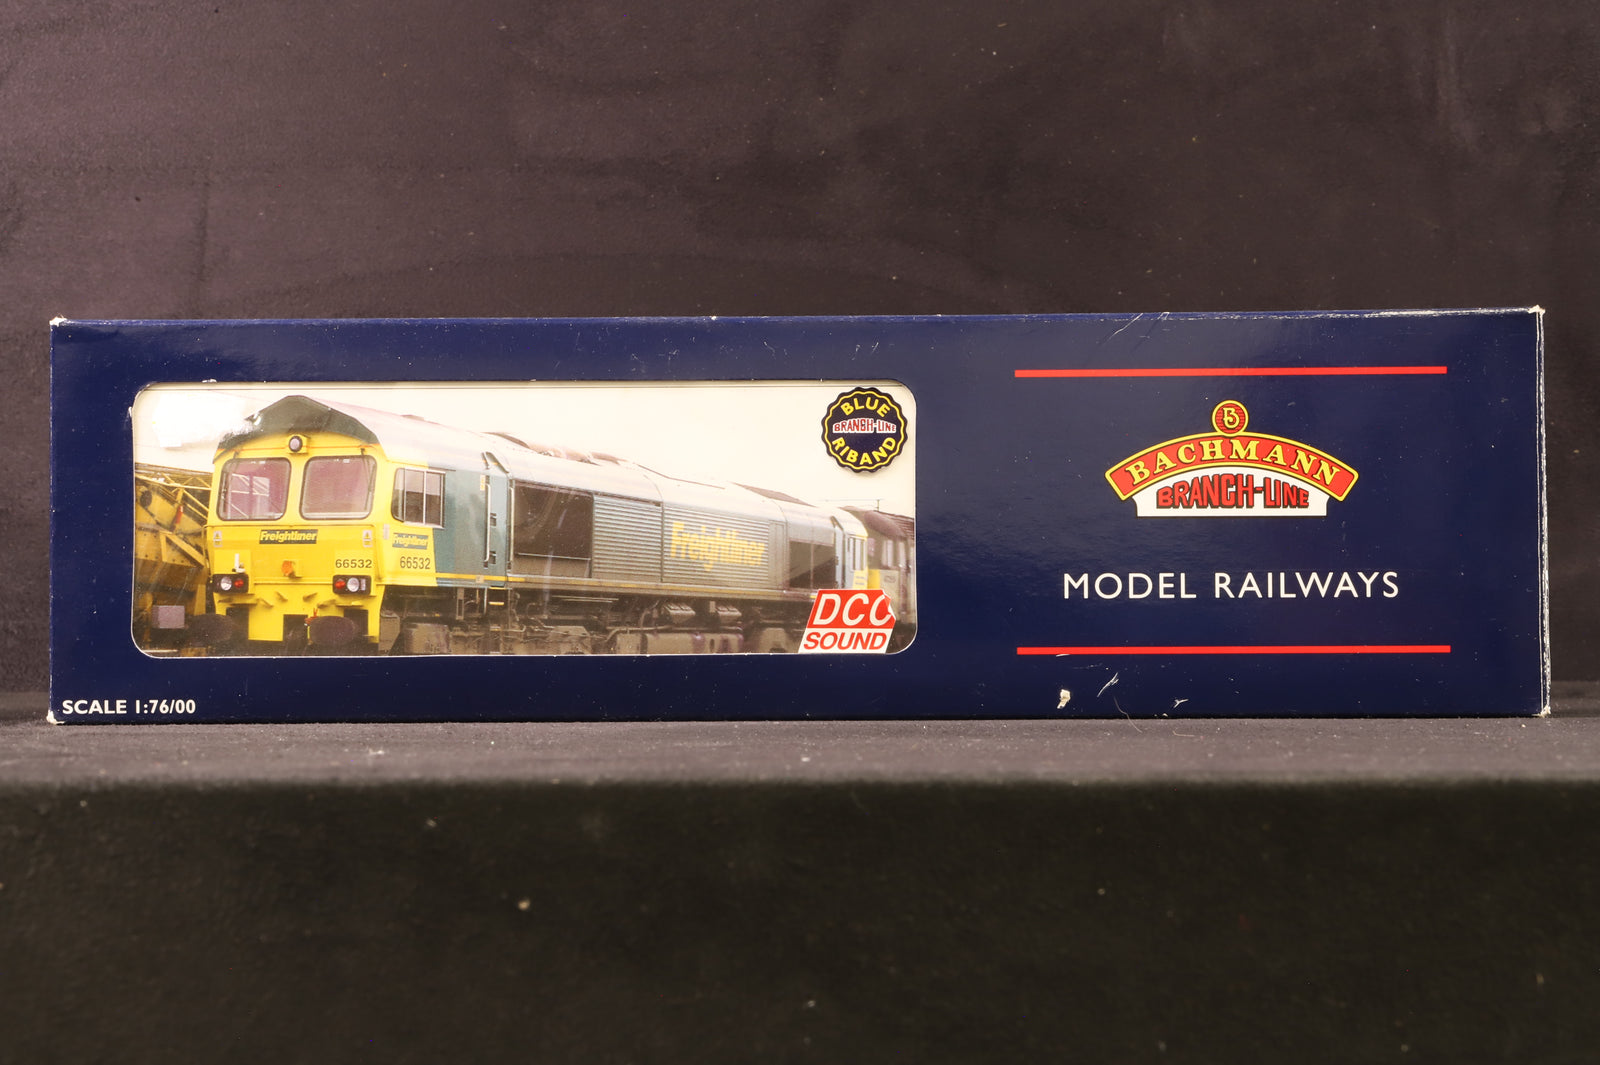 BLUE
BRANCH-LINE
RIBAND
B
BACHMANN
BRANCH-LINE
MODEL RAILWAYS
Freightliner
66532
66532
Freightliner
DCC
SOUND
SCALE 1:76/00